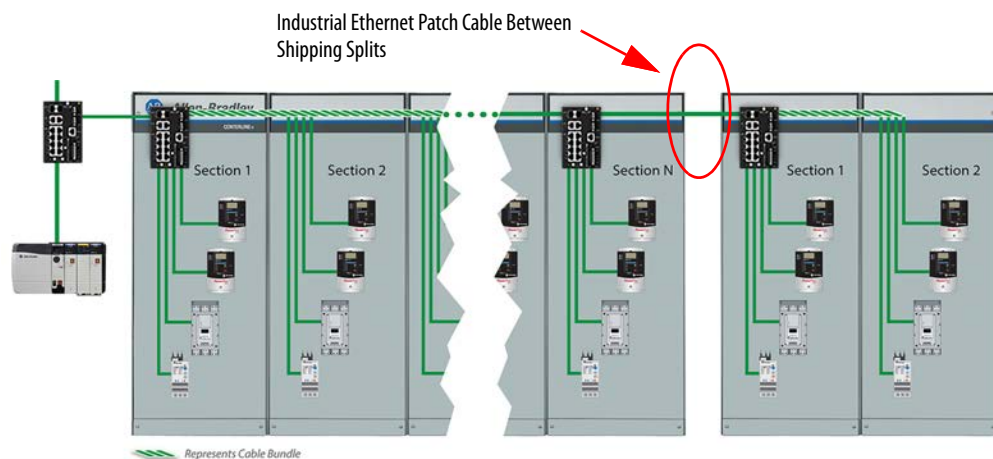 Industrial Ethernet Patch Cable Between
Shipping Splits
Allen-Bradley
CENTERLINE
Section 1
Section 2
Section N
Section 1
Section 2
Represents Cable Bundle